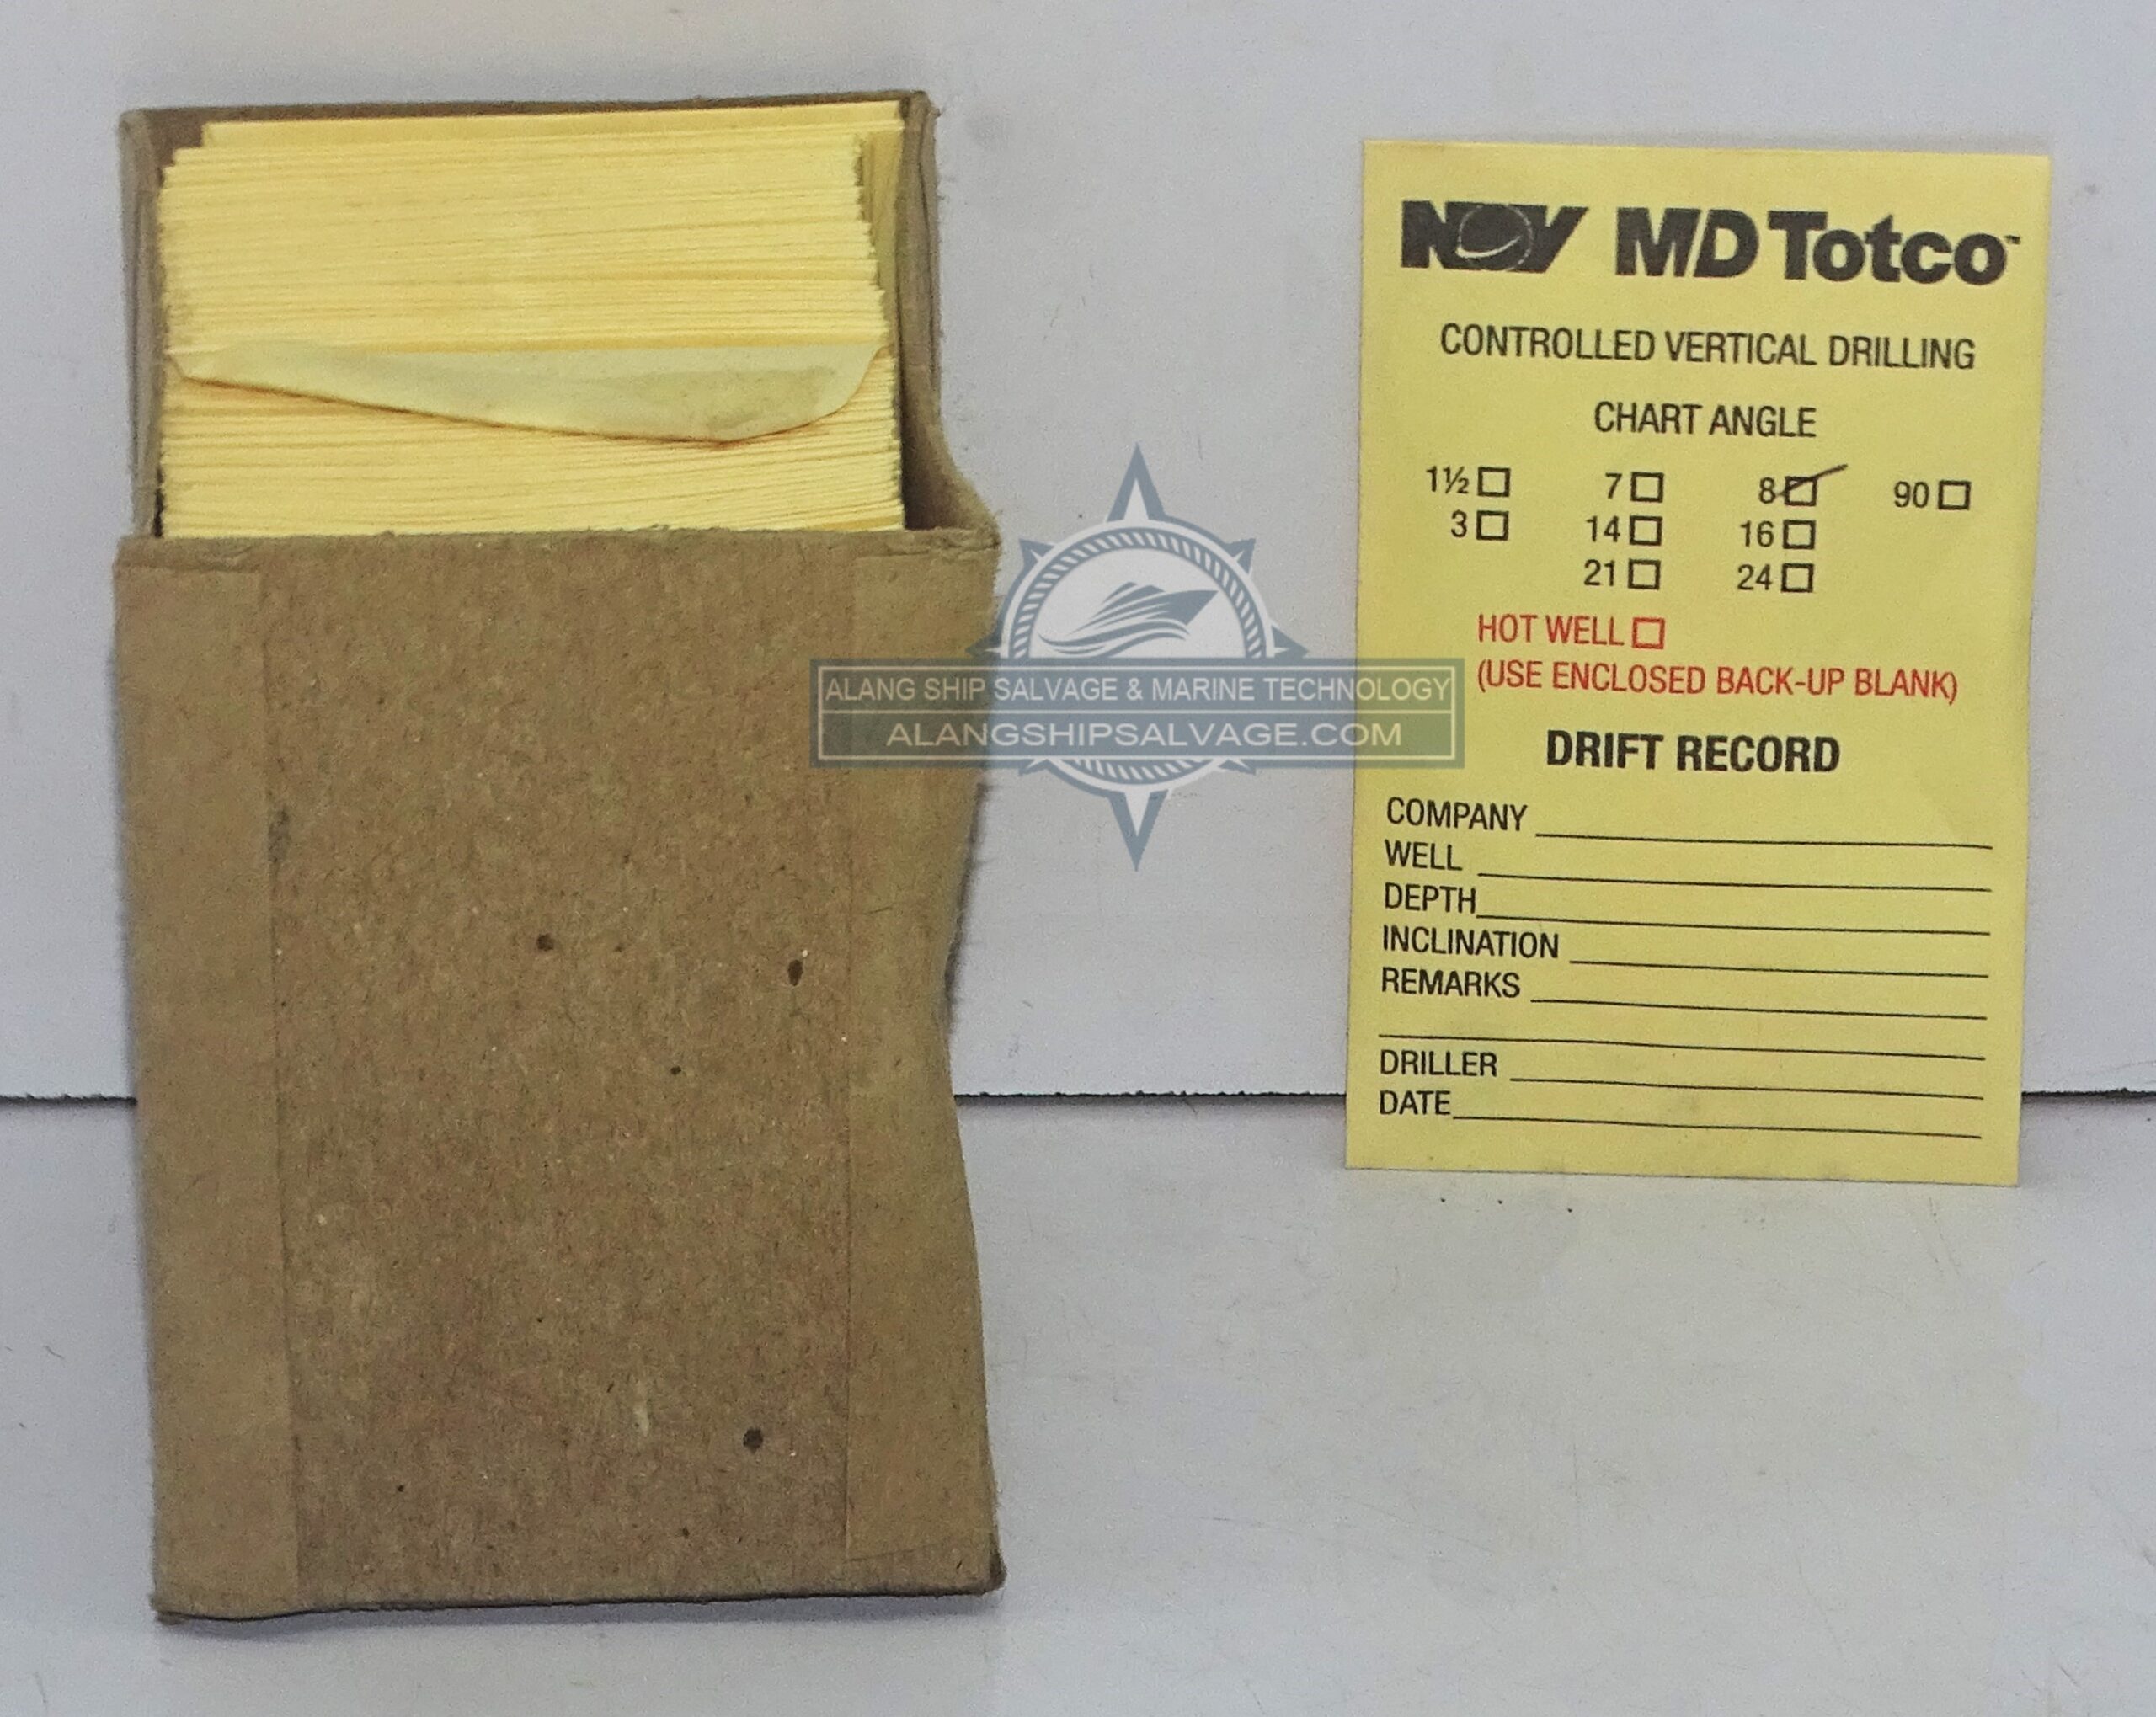 NOV MD Totco™
CONTROLLED VERTICAL DRILLING
CHART ANGLE
1½ 7 8 90
3 14 16
21 24
HOT WELL
(USE ENCLOSED BACK-UP BLANK)
DRIFT RECORD
COMPANY
WELL
DEPTH
INCLINATION
REMARKS
DRILLER
DATE
ALANG SHIP SALVAGE & MARINE TECHNOLOGY
ALANGSHIPSALVAGE.COM